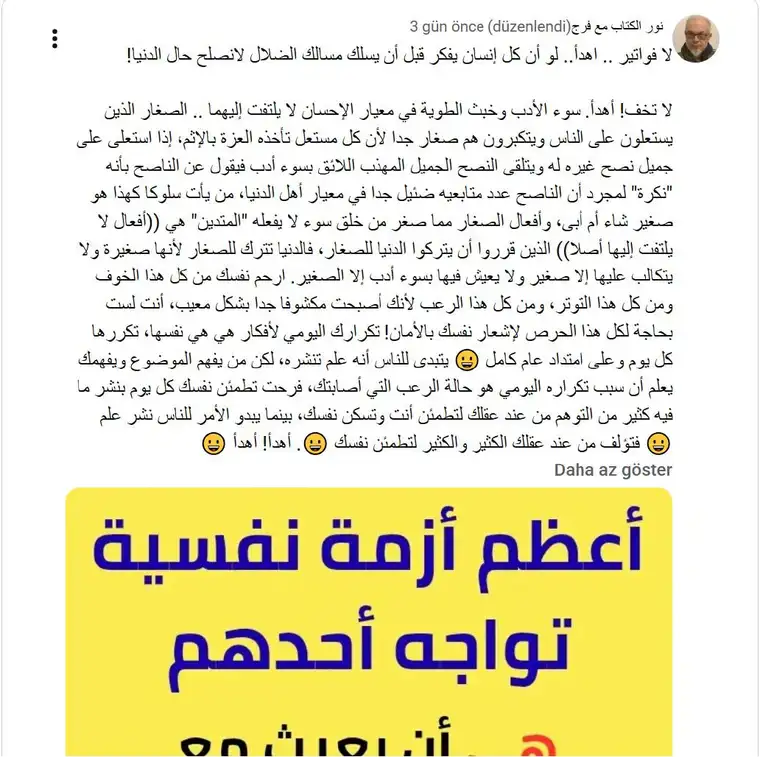 نور الكتاب مع فرج(düzenlendi) 3 gün önce
لا فواتير .. اهدأ.. لو أن كل إنسان يفكر قبل أن يسلك مسالك الضلال لانصلح حال الدنيا!
لا تخف! أهدأ. سوء الأدب وخبث الطوية في معيار الإحسان لا يلتفت إليهما .. الصغار الذين
يستعلون على الناس ويتكبرون هم صغار جدا لأن كل مستعل تأخذه العزة بالإثم، إذا استعلى على
جميل نصح غيره له ويتلقى النصح الجميل المهذب اللائق بسوء أدب فيقول عن الناصح بأنه
"نكرة" لمجرد أن الناصح عدد متابعيه ضئيل جدا في معيار أهل الدنيا، من يأت سلوكا كهذا هو
صغير شاء أم أبى، وأفعال الصغار مما صغر من خلق سوء لا يفعله "المتدين" هي ((أفعال لا
يلتفت إليها أصلا)) الذين قرروا أن يتركوا الدنيا للصغار، فالدنيا تترك للصغار لأنها صغيرة ولا
يتكالب عليها إلا صغير ولا يعيش فيها بسوء أدب إلا الصغير. ارحم نفسك من كل هذا الخوف
ومن كل هذا التوتر، ومن كل هذا الرعب لأنك أصبحت مكشوفا جدا بشكل معيب، أنت لست
بحاجة لكل هذا الحرص لإشعار نفسك بالأمان! تكرارك اليومي لأفكار هي هي نفسها، تكررها
كل يوم وعلى امتداد عام كامل 😀 يتبدى للناس أنه علم تنشره، لكن من يفهم الموضوع ويفهمك
يعلم أن سبب تكراره اليومي هو حالة الرعب التي أصابتك، فرحت تطمئن نفسك كل يوم بنشر ما
فيه كثير من التوهم من عند عقلك لتطمئن أنت وتسكن نفسك، بينما يبدو الأمر للناس نشر علم
😀 فتؤلف من عند عقلك الكثير والكثير لتطمئن نفسك 😀. أهدأ! أهدأ 😀
Daha az göster
أعظم أزمة نفسية
تواجه أحدهم
هي أن يعيش مع